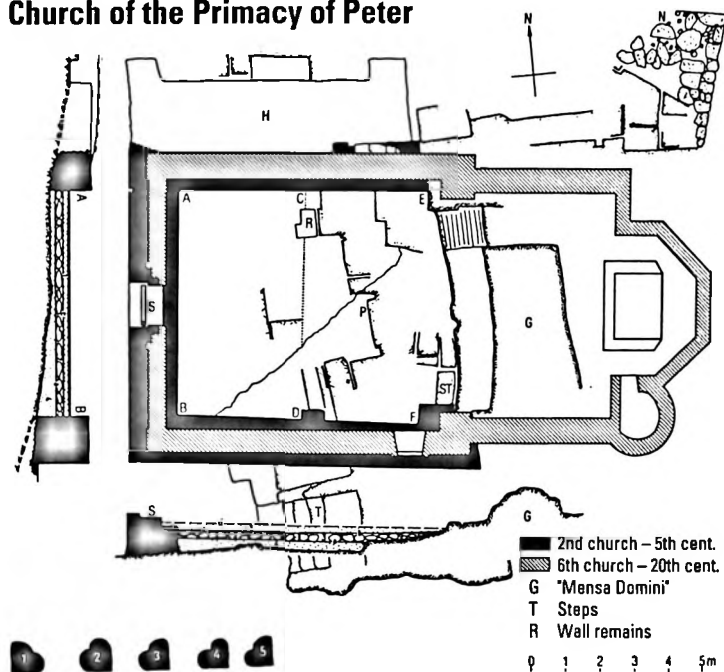 Church of the Primacy of Peter
N
N
H
A
A
C
E
R
S
P
G
B
B
D
F
ST
S
T
G
2nd church – 5th cent.
6th church – 20th cent.
G "Mensa Domini"
T Steps
R Wall remains
1 2 3 4 5
0 1 2 3 4 5m